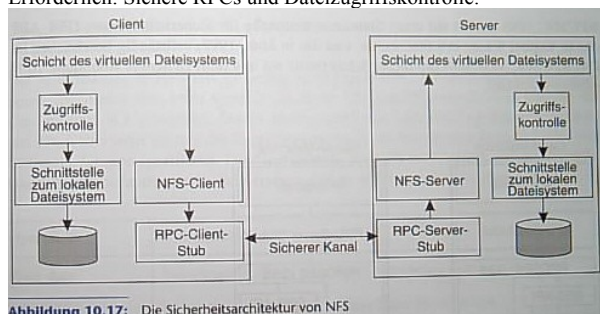 Erforderlich: Sichere RPCs und Dateizugriffskontrolle.
Client
Schicht des virtuellen Dateisystems
Zugriffs-
kontrolle
Schnittstelle
zum lokalen
Dateisystem
NFS-Client
RPC-Client-
Stub
Sicherer Kanal
Server
Schicht des virtuellen Dateisystems
NFS-Server
RPC-Server-
Stub
Zugriffs-
kontrolle
Schnittstelle
zum lokalen
Dateisystem
Abbildung 10.17: Die Sicherheitsarchitektur von NFS